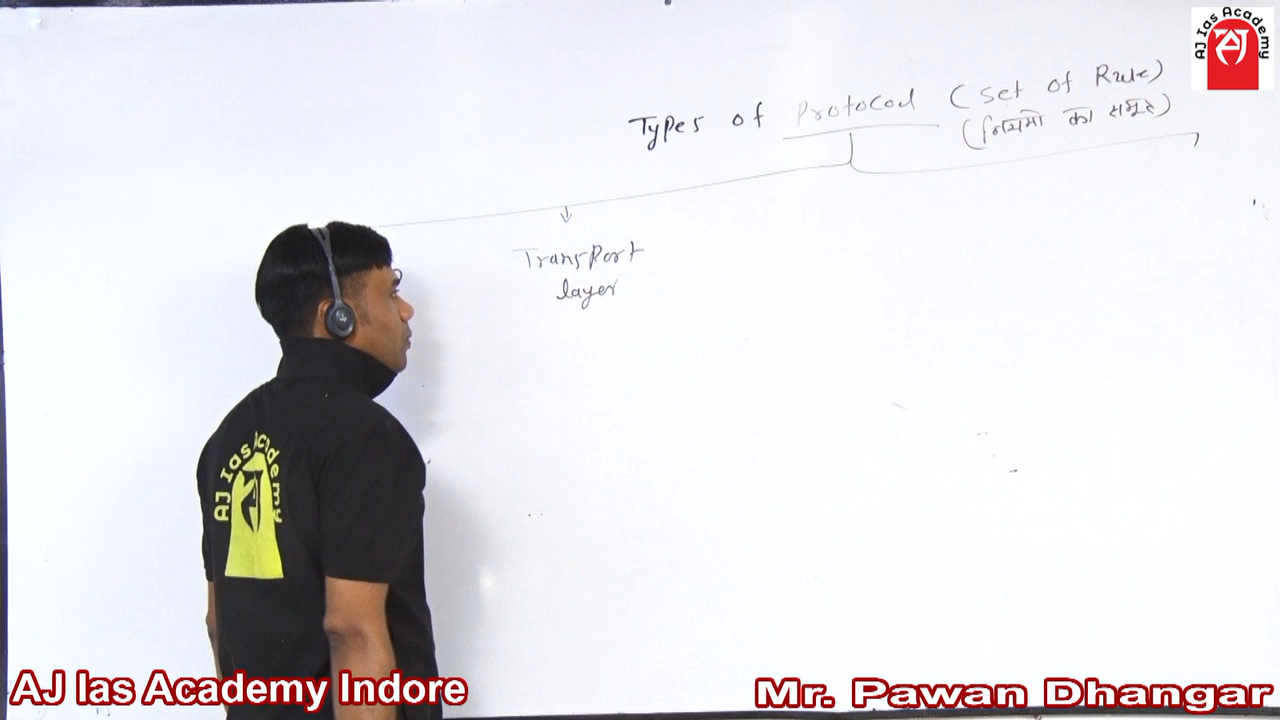 AJ Ias Academy
AJ
Types of Protocol (Set of Rule)
(नियमो का समूह)
Transport
layer
AJ Ias Academy
AJ Ias Academy Indore
Mr. Pawan Dhangar